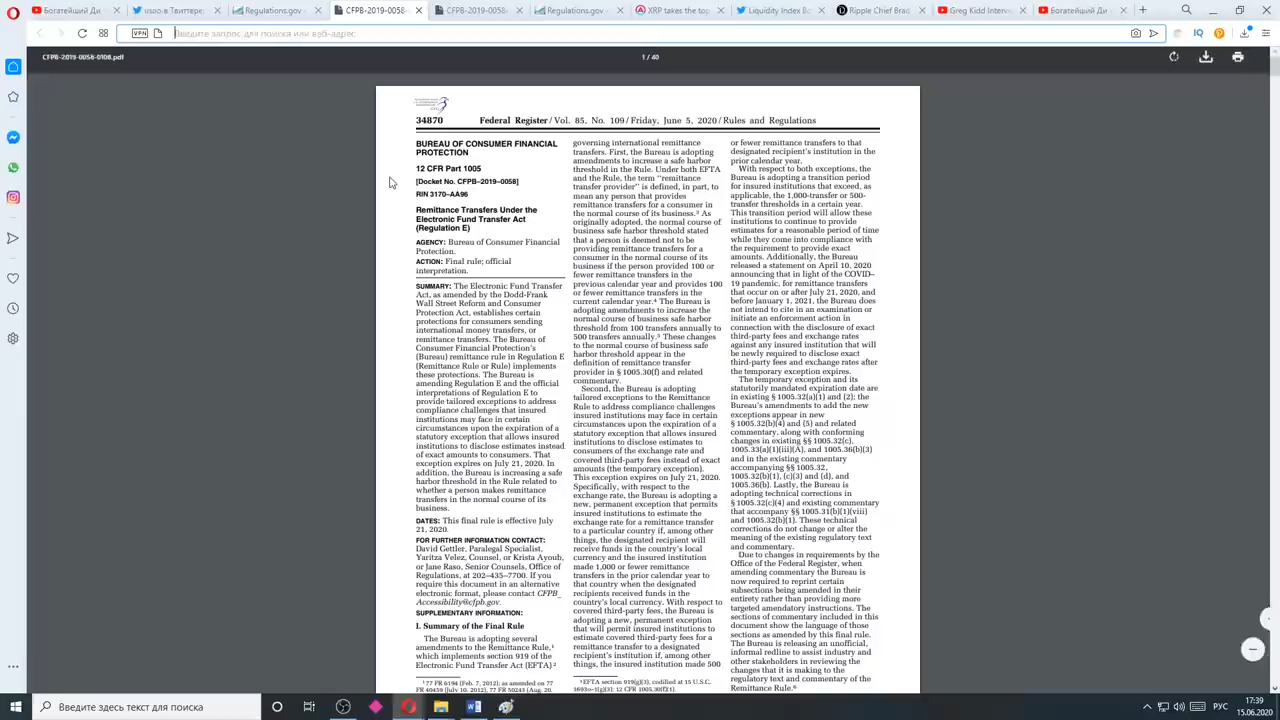 Богатейший Ди
изоо в Твиттере:
Regulations.gov -
CFPB-2019-0058-
CFPB-2019-0058-
Regulations.gov -
XRP takes the top
Liquidity Index Bo
Ripple Chief Brad
Greg Kidd Interv
Богатейший Ди
VPN
Введите запрос для поиска или веб-адрес
CFPB-2019-0058-0108.pdf
1 / 40
34870 Federal Register / Vol. 85, No. 109 / Friday, June 5, 2020 / Rules and Regulations
BUREAU OF CONSUMER FINANCIAL
PROTECTION
12 CFR Part 1005
[Docket No. CFPB–2019–0058]
RIN 3170–AA96
Remittance Transfers Under the
Electronic Fund Transfer Act
(Regulation E)
AGENCY: Bureau of Consumer Financial
Protection.
ACTION: Final rule; official
interpretation.
SUMMARY: The Electronic Fund Transfer
Act, as amended by the Dodd-Frank
Wall Street Reform and Consumer
Protection Act, establishes certain
protections for consumers sending
international money transfers, or
remittance transfers. The Bureau of
Consumer Financial Protection's
(Bureau) remittance rule in Regulation E
(Remittance Rule or Rule) implements
these protections. The Bureau is
amending Regulation E and the official
interpretations of Regulation E to
provide tailored exceptions to address
compliance challenges that insured
institutions may face in certain
circumstances upon the expiration of a
statutory exception that allows insured
institutions to disclose estimates instead
of exact amounts to consumers. That
exception expires on July 21, 2020. In
addition, the Bureau is increasing a safe
harbor threshold in the Rule related to
whether a person makes remittance
transfers in the normal course of its
business.
DATES: This final rule is effective July
21, 2020.
FOR FURTHER INFORMATION CONTACT:
David Gettler, Paralegal Specialist,
Yaritza Velez, Counsel, or Krista Ayoub,
or Jane Raso, Senior Counsels, Office of
Regulations, at 202–435–7700. If you
require this document in an alternative
electronic format, please contact CFPB_
Accessibility@cfpb.gov.
SUPPLEMENTARY INFORMATION:
I. Summary of the Final Rule
The Bureau is adopting several
amendments to the Remittance Rule,1
which implements section 919 of the
Electronic Fund Transfer Act (EFTA) 2
1 77 FR 6194 (Feb. 7, 2012), as amended on 77
FR 40459 (July 10, 2012), 77 FR 50243 (Aug. 20,
governing international remittance
transfers. First, the Bureau is adopting
amendments to increase a safe harbor
threshold in the Rule. Under both EFTA
and the Rule, the term "remittance
transfer provider" is defined, in part, to
mean any person that provides
remittance transfers for a consumer in
the normal course of its business.3 As
originally adopted, the normal course of
business safe harbor threshold stated
that a person is deemed not to be
providing remittance transfers for a
consumer in the normal course of its
business if the person provided 100 or
fewer remittance transfers in the
previous calendar year and provides 100
or fewer remittance transfers in the
current calendar year.4 The Bureau is
adopting amendments to increase the
normal course of business safe harbor
threshold from 100 transfers annually to
500 transfers annually.5 These changes
to the normal course of business safe
harbor threshold appear in the
definition of remittance transfer
provider in § 1005.30(f) and related
commentary.
Second, the Bureau is adopting
tailored exceptions to the Remittance
Rule to address compliance challenges
insured institutions may face in certain
circumstances upon the expiration of a
statutory exception that allows insured
institutions to disclose estimates to
consumers of the exchange rate and
covered third-party fees instead of exact
amounts (the temporary exception).
This exception expires on July 21, 2020.
Specifically, with respect to the
exchange rate, the Bureau is adopting a
new, permanent exception that permits
insured institutions to estimate the
exchange rate for a remittance transfer
to a particular country if, among other
things, the designated recipient will
receive funds in the country's local
currency and the insured institution
made 1,000 or fewer remittance
transfers in the prior calendar year to
that country when the designated
recipients received funds in the
country's local currency. With respect to
covered third-party fees, the Bureau is
adopting a new, permanent exception
that will permit insured institutions to
estimate covered third-party fees for a
remittance transfer to a designated
recipient's institution if, among other
things, the insured institution made 500
3 EFTA section 919(g)(3), codified at 15 U.S.C.
1693o–1(g)(3); 12 CFR 1005.30(f)(1).
or fewer remittance transfers to that
designated recipient's institution in the
prior calendar year.
With respect to both exceptions, the
Bureau is adopting a transition period
for insured institutions that exceed, as
applicable, the 1,000-transfer or 500-
transfer thresholds in a certain year.
This transition period will allow these
institutions to continue to provide
estimates for a reasonable period of time
while they come into compliance with
the requirement to provide exact
amounts. Additionally, the Bureau
released a statement on April 10, 2020
announcing that in light of the COVID–
19 pandemic, for remittance transfers
that occur on or after July 21, 2020, and
before January 1, 2021, the Bureau does
not intend to cite in an examination or
initiate an enforcement action in
connection with the disclosure of exact
third-party fees and exchange rates
against any insured institution that will
be newly required to disclose exact
third-party fees and exchange rates after
the temporary exception expires.
The temporary exception and its
statutorily mandated expiration date are
in existing § 1005.32(a)(1) and (2); the
Bureau's amendments to add the new
exceptions appear in new
§ 1005.32(b)(4) and (5) and related
commentary, along with conforming
changes in existing §§ 1005.32(c),
1005.33(a)(1)(iii)(A), and 1005.36(b)(3)
and in the existing commentary
accompanying §§ 1005.32,
1005.32(b)(1), (c)(3) and (d), and
1005.36(b). Lastly, the Bureau is
adopting technical corrections in
§ 1005.32(c)(4) and existing commentary
that accompany §§ 1005.31(b)(1)(viii)
and 1005.32(b)(1). These technical
corrections do not change or alter the
meaning of the existing regulatory text
and commentary.
Due to changes in requirements by the
Office of the Federal Register, when
amending commentary the Bureau is
now required to reprint certain
subsections being amended in their
entirety rather than providing more
targeted amendatory instructions. The
sections of commentary included in this
document show the language of those
sections as amended by this final rule.
The Bureau is releasing an unofficial,
informal redline to assist industry and
other stakeholders in reviewing the
changes that it is making to the
regulatory text and commentary of the
Remittance Rule.6
Введите здесь текст для поиска
РУС
17:39
15.06.2020